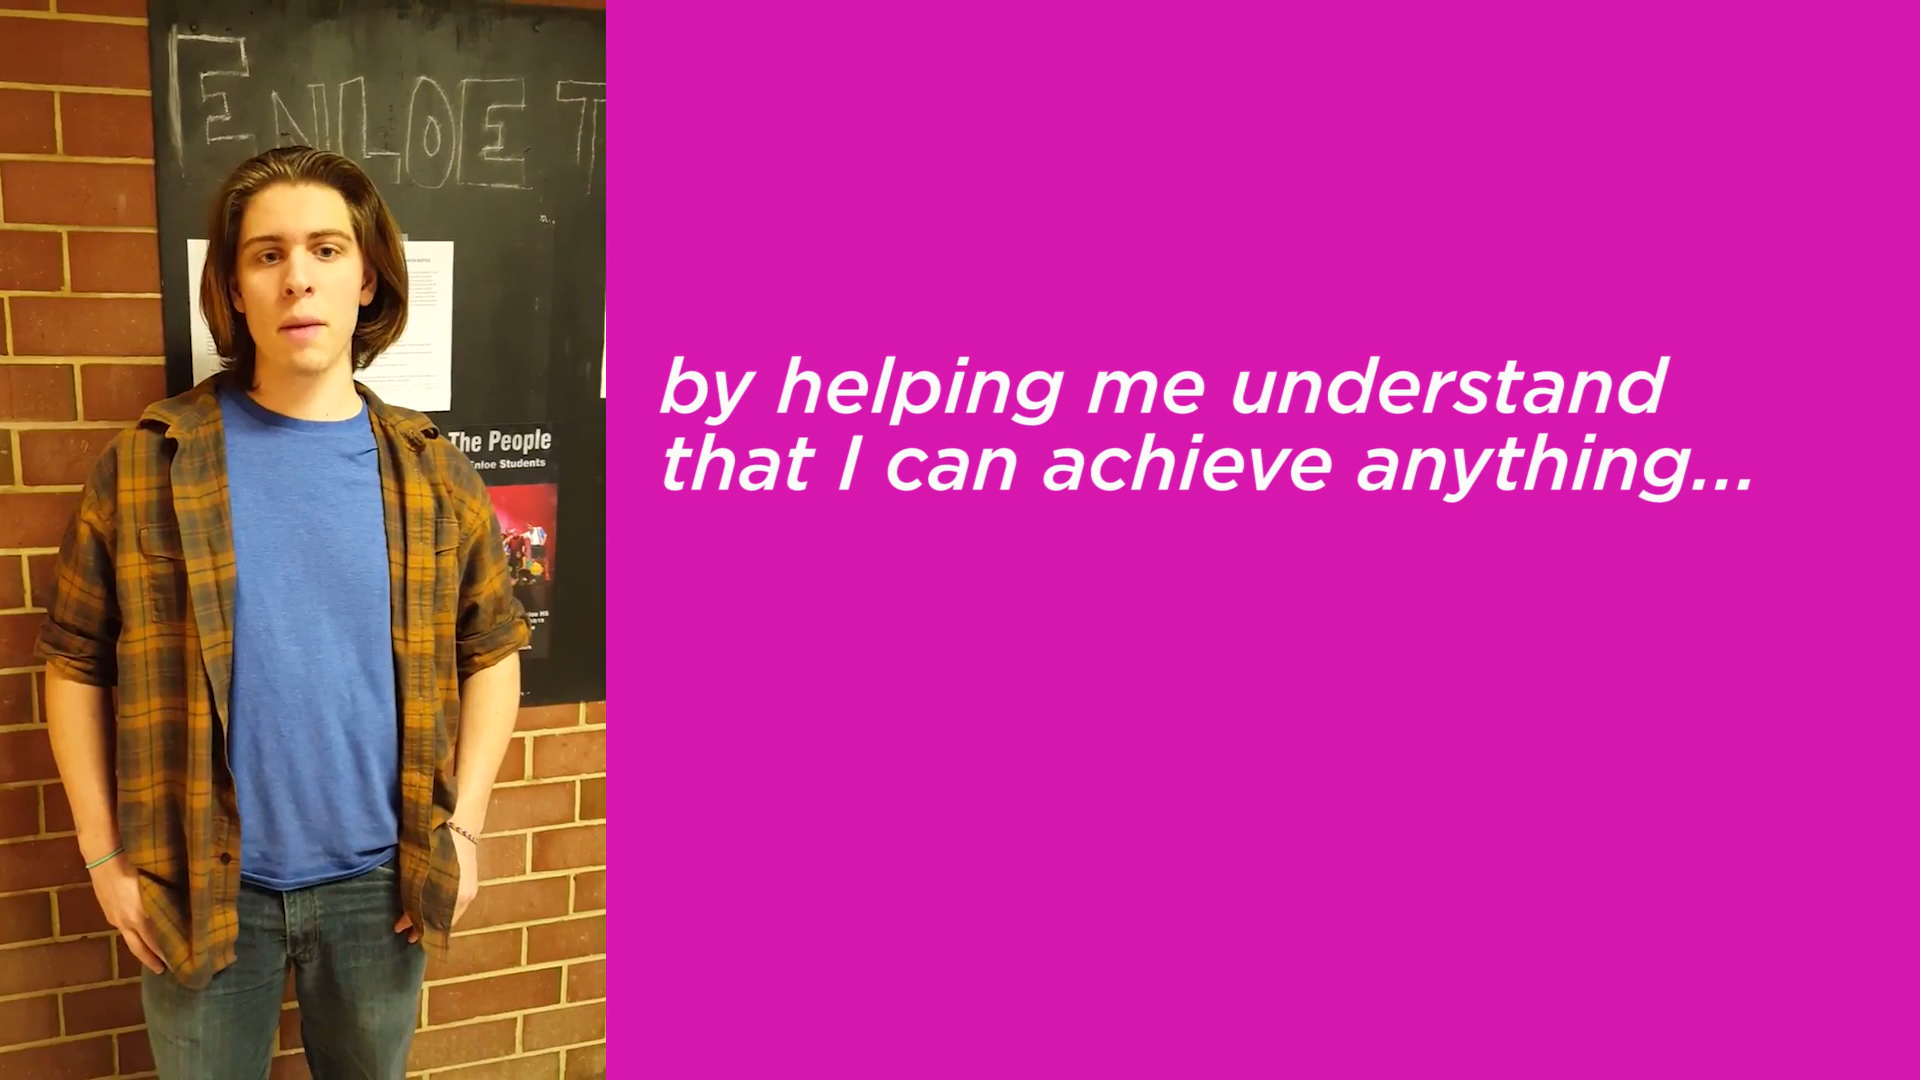 ENLOE T
The People
Enloe Students
by helping me understand
that I can achieve anything...